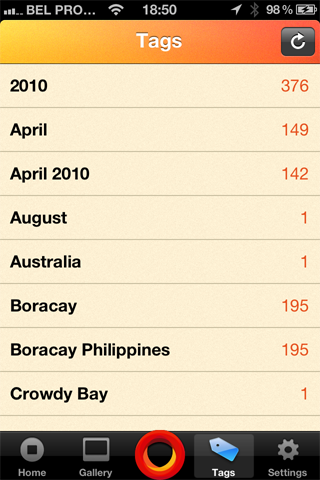 BEL PRO... 18:50 98 %
Tags
2010 376
April 149
April 2010 142
August 1
Australia 1
Boracay 195
Boracay Philippines 195
Crowdy Bay 1
Home Gallery Tags Settings